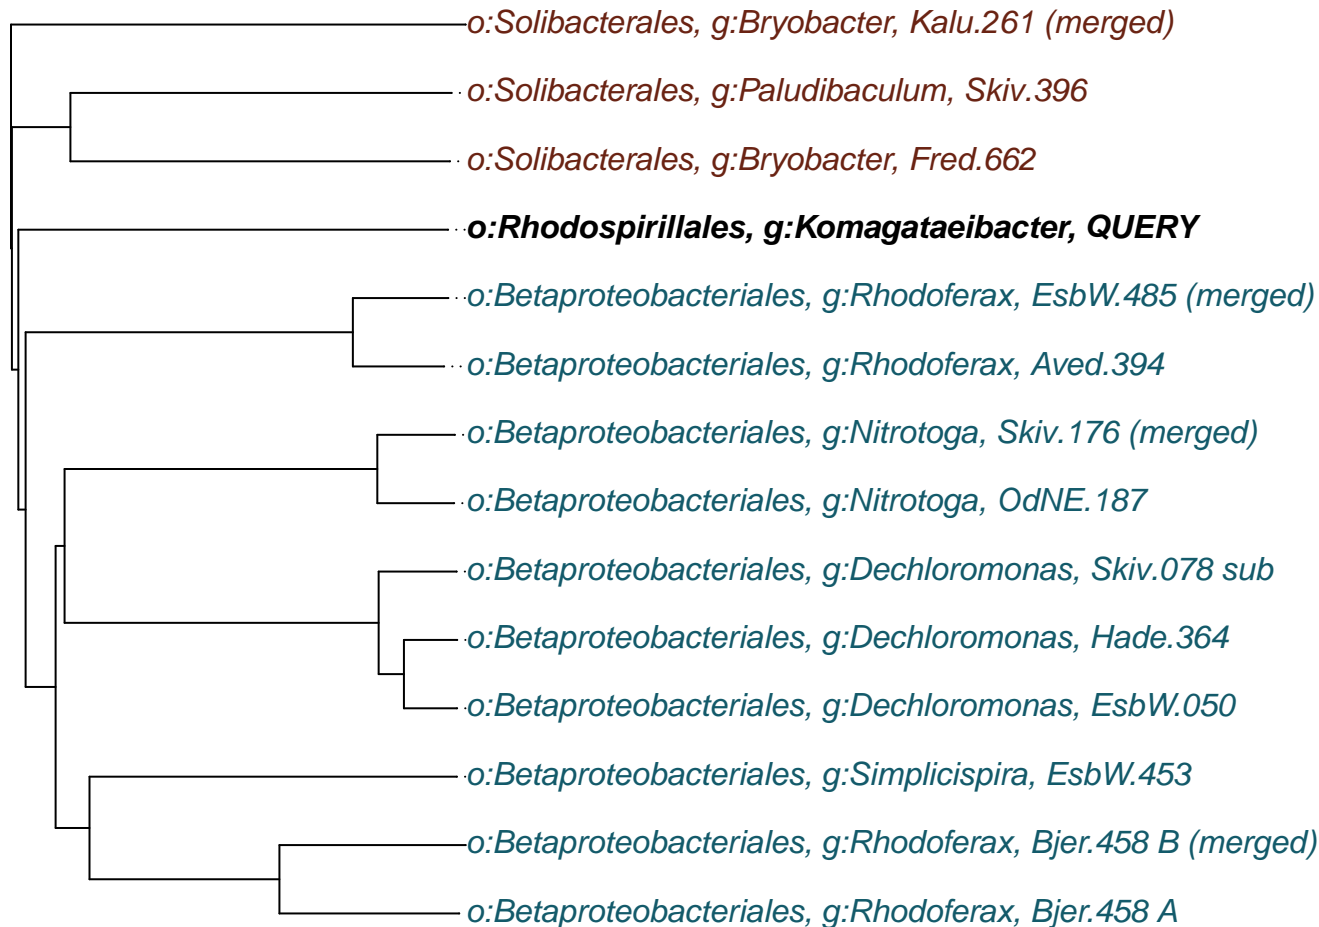 o:Solibacterales, g:Bryobacter, Kalu.261 (merged)
o:Solibacterales, g:Paludibaculum, Skiv.396
o:Solibacterales, g:Bryobacter, Fred.662
o:Rhodospirillales, g:Komagataeibacter, QUERY
o:Betaproteobacteriales, g:Rhodoferax, EsbW.485 (merged)
o:Betaproteobacteriales, g:Rhodoferax, Aved.394
o:Betaproteobacteriales, g:Nitrotoga, Skiv.176 (merged)
o:Betaproteobacteriales, g:Nitrotoga, OdNE.187
o:Betaproteobacteriales, g:Dechloromonas, Skiv.078 sub
o:Betaproteobacteriales, g:Dechloromonas, Hade.364
o:Betaproteobacteriales, g:Dechloromonas, EsbW.050
o:Betaproteobacteriales, g:Simplicispira, EsbW.453
o:Betaproteobacteriales, g:Rhodoferax, Bjer.458 B (merged)
o:Betaproteobacteriales, g:Rhodoferax, Bjer.458 A